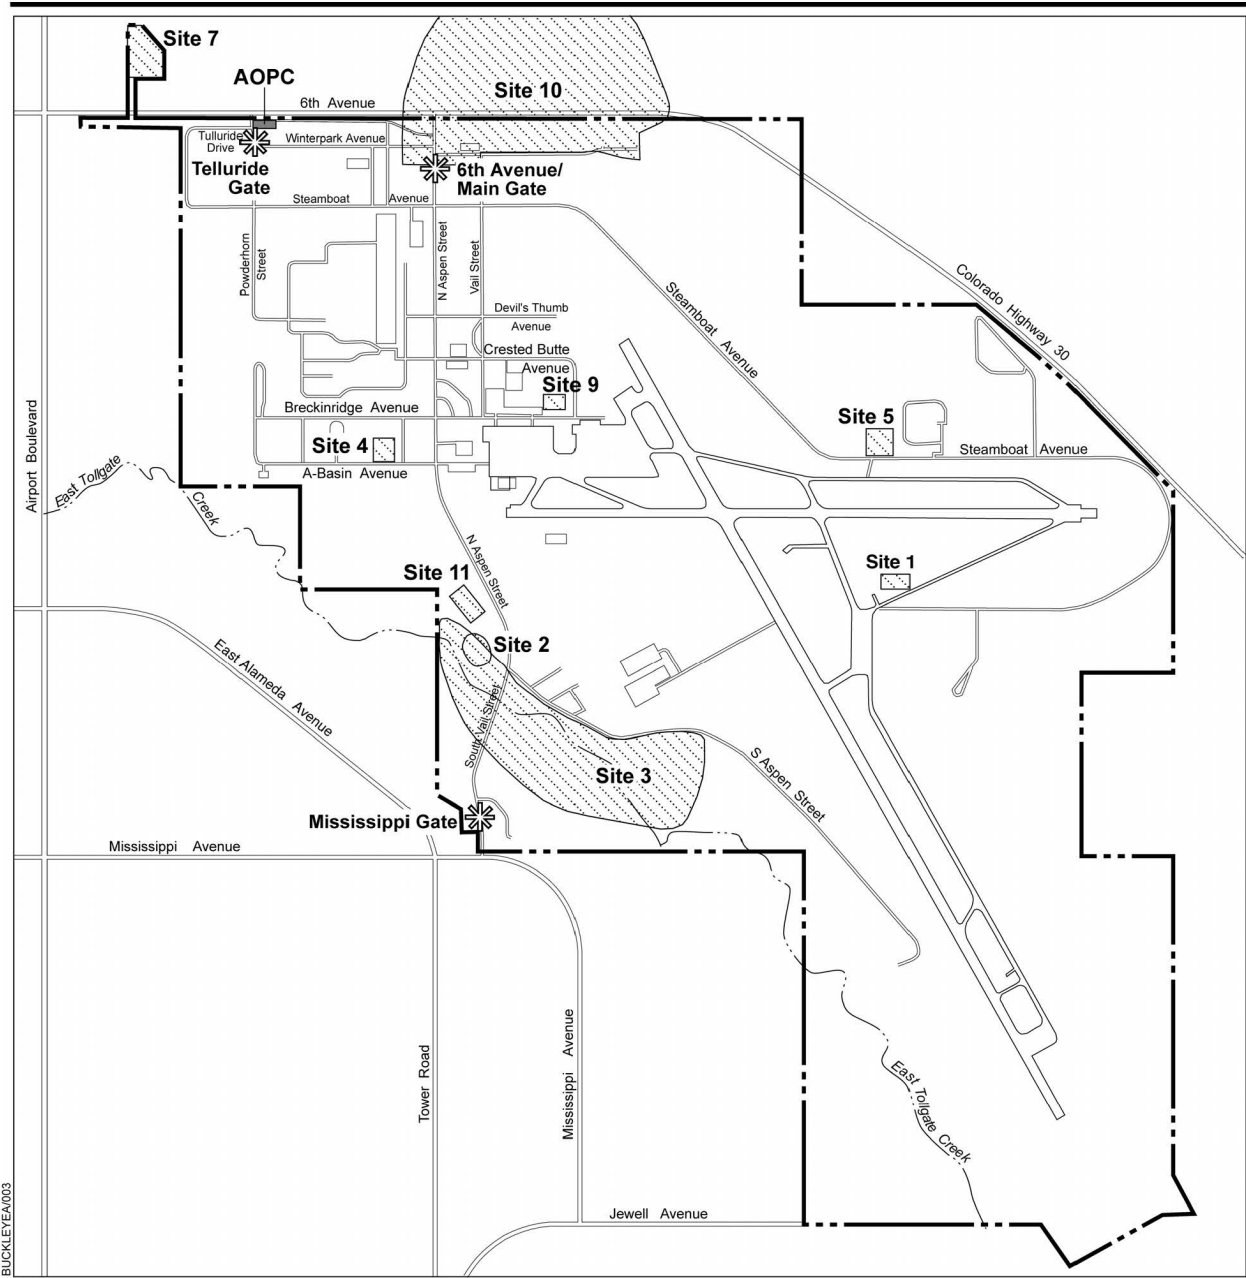 Site 7
AOPC
Site 10
6th Avenue
Tulluride
Drive
Winterpark Avenue
Telluride
Gate
6th Avenue/
Main Gate
Steamboat Avenue
Powderhorn
Street
N Aspen Street
Vail Street
Colorado Highway 30
Steamboat Avenue
Devil's Thumb
Avenue
Crested Butte
Avenue
Site 9
Breckinridge Avenue
Site 4
A-Basin Avenue
Site 5
Steamboat Avenue
Airport Boulevard
East Tollgate
Creek
N Aspen Street
Site 1
Site 11
Site 2
East Alameda Avenue
South Vail Street
Site 3
S Aspen Street
Mississippi Gate
Mississippi Avenue
Tower Road
Mississippi Avenue
East Tollgate Creek
Jewell Avenue
BUCKLEYEA/003